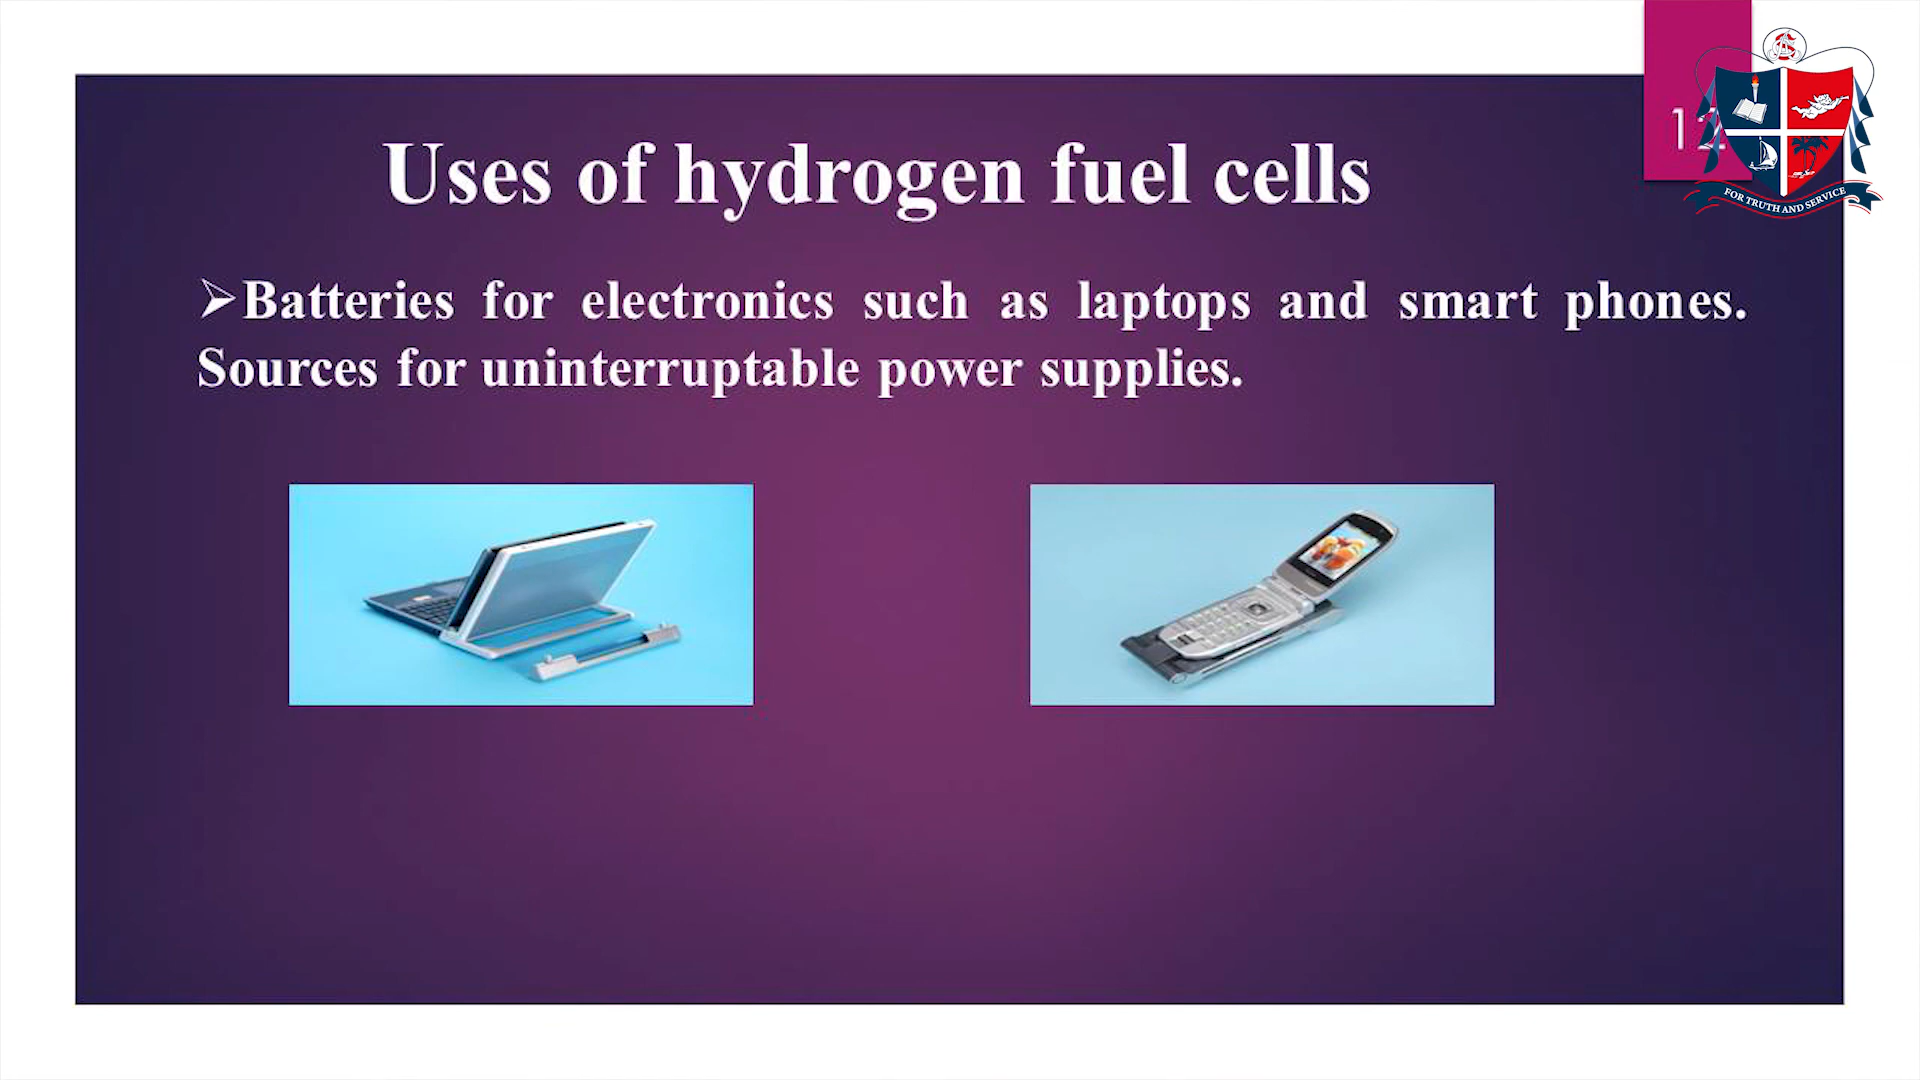 12
Uses of hydrogen fuel cells
➢Batteries for electronics such as laptops and smart phones.
Sources for uninterruptable power supplies.
FOR TRUTH AND SERVICE